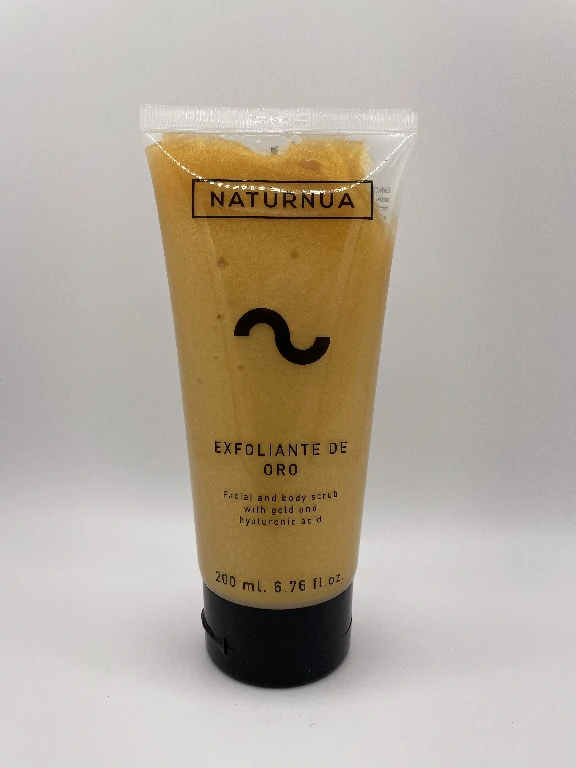 NATURNUA
EXFOLIANTE DE
ORO
Facial and body scrub
with gold and
hyaluronic acid
200 ml. 6.76 fl.oz.